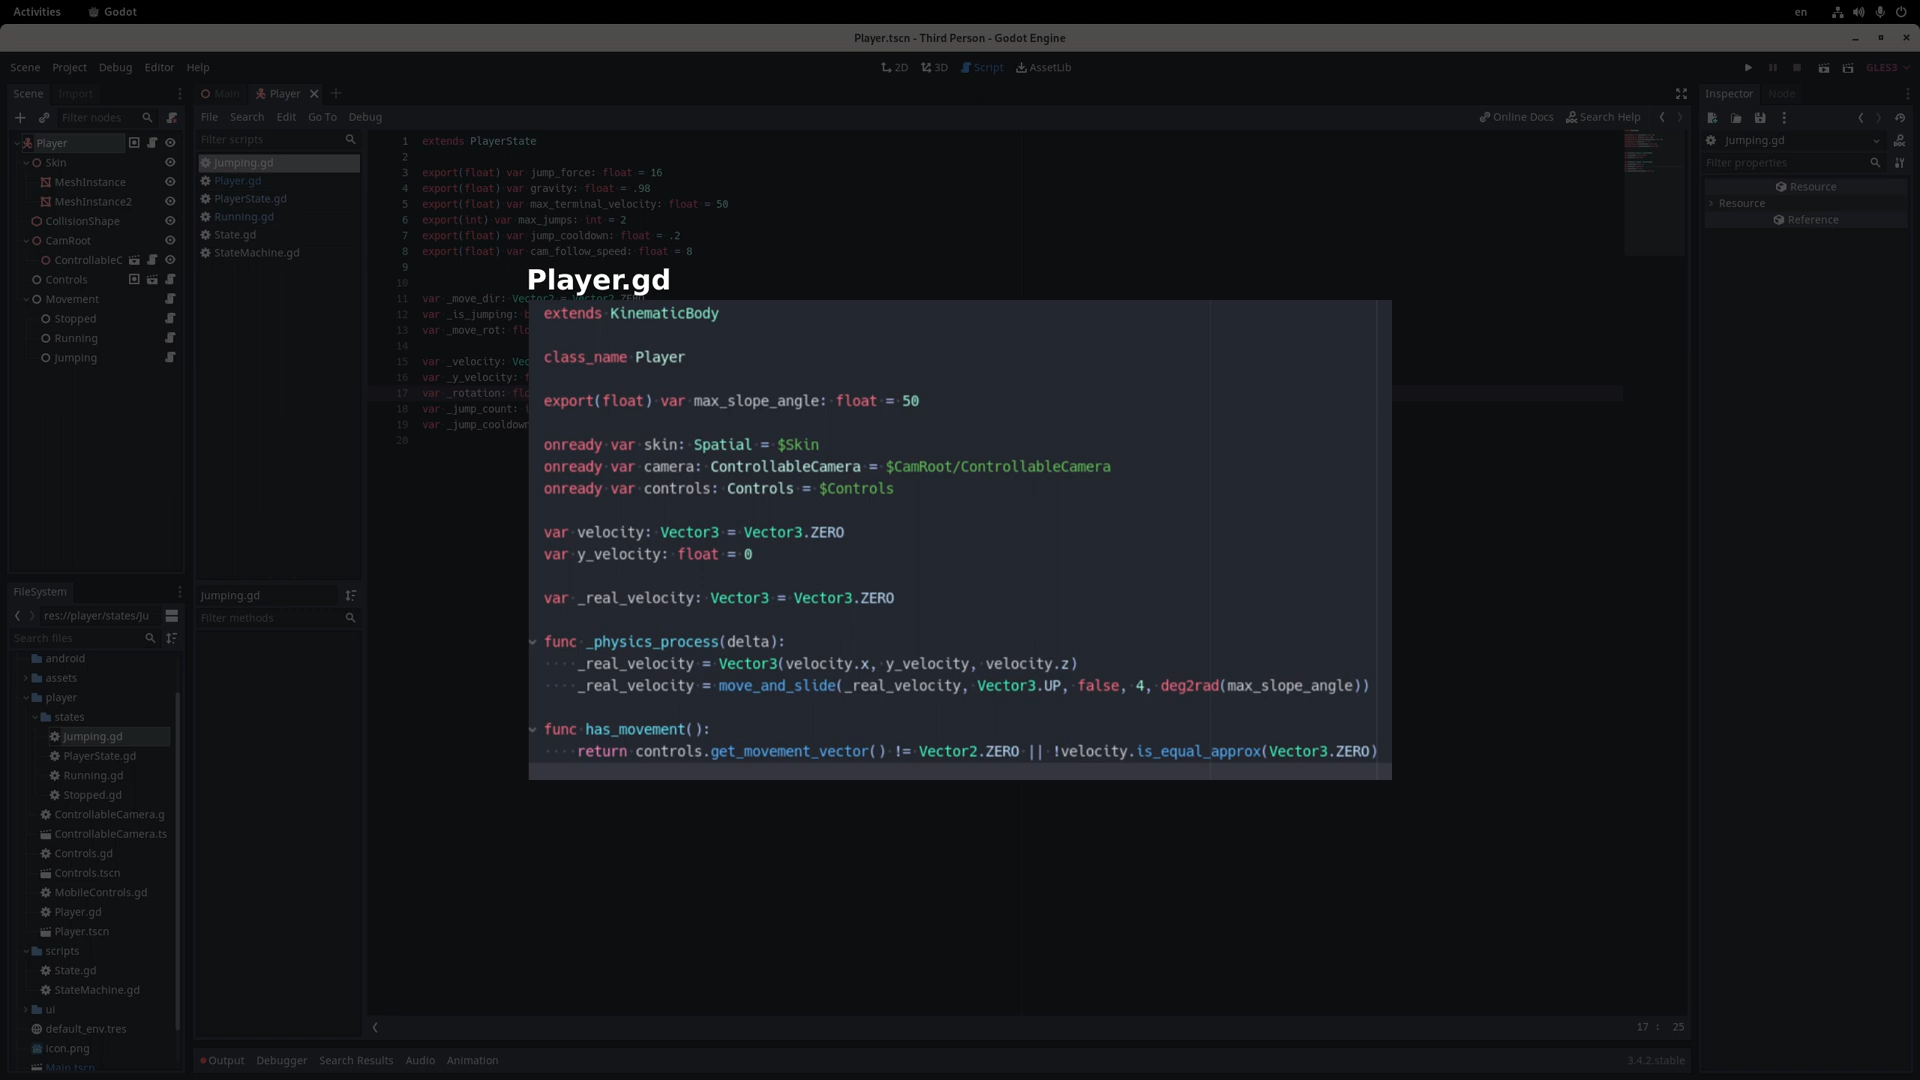 Activities
Godot
en
Player.tscn - Third Person - Godot Engine
Scene Project Debug Editor Help
2D 3D Script AssetLib
GLES3
Scene Import
Main Player
Inspector Node
Filter nodes
File Search Edit Go To Debug
Online Docs Search Help
Player
Skin
MeshInstance
MeshInstance2
CollisionShape
CamRoot
ControllableC
Controls
Movement
Stopped
Running
Jumping
Filter scripts
Jumping.gd
Player.gd
PlayerState.gd
Running.gd
State.gd
StateMachine.gd
Jumping.gd
Filter methods
1 extends PlayerState
2
3 export(float) var jump_force: float = 16
4 export(float) var gravity: float = .98
5 export(float) var max_terminal_velocity: float = 50
6 export(int) var max_jumps: int = 2
7 export(float) var jump_cooldown: float = .2
8 export(float) var cam_follow_speed: float = 8
9
10
11 var _move_dir: Vector2 = Vector2.ZERO
12 var _is_jumping: b
13 var _move_rot: flo
14
15 var _velocity: Vec
16 var _y_velocity: f
17 var _rotation: flo
18 var _jump_count: i
19 var _jump_cooldown
20
Player.gd
extends KinematicBody
class_name Player
export(float) var max_slope_angle: float = 50
onready var skin: Spatial = $Skin
onready var camera: ControllableCamera = $CamRoot/ControllableCamera
onready var controls: Controls = $Controls
var velocity: Vector3 = Vector3.ZERO
var y_velocity: float = 0
var _real_velocity: Vector3 = Vector3.ZERO
func _physics_process(delta):
_real_velocity = Vector3(velocity.x, y_velocity, velocity.z)
_real_velocity = move_and_slide(_real_velocity, Vector3.UP, false, 4, deg2rad(max_slope_angle))
func has_movement():
return controls.get_movement_vector() != Vector2.ZERO || !velocity.is_equal_approx(Vector3.ZERO)
Jumping.gd
Filter properties
Resource
Resource
Reference
FileSystem
res://player/states/Ju
Search files
android
assets
player
states
Jumping.gd
PlayerState.gd
Running.gd
Stopped.gd
ControllableCamera.g
ControllableCamera.ts
Controls.gd
Controls.tscn
MobileControls.gd
Player.gd
Player.tscn
scripts
State.gd
StateMachine.gd
ui
default_env.tres
icon.png
Main.tscn
17 : 25
Output Debugger Search Results Audio Animation
3.4.2.stable